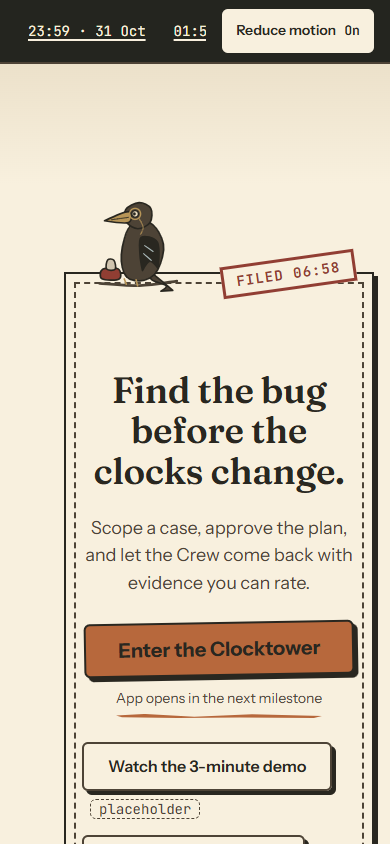 23:59 · 31 Oct
01:5
Reduce motion On
FILED 06:58
Find the bug
before the
clocks change.
Scope a case, approve the plan,
and let the Crew come back with
evidence you can rate.
Enter the Clocktower
App opens in the next milestone
Watch the 3-minute demo
placeholder